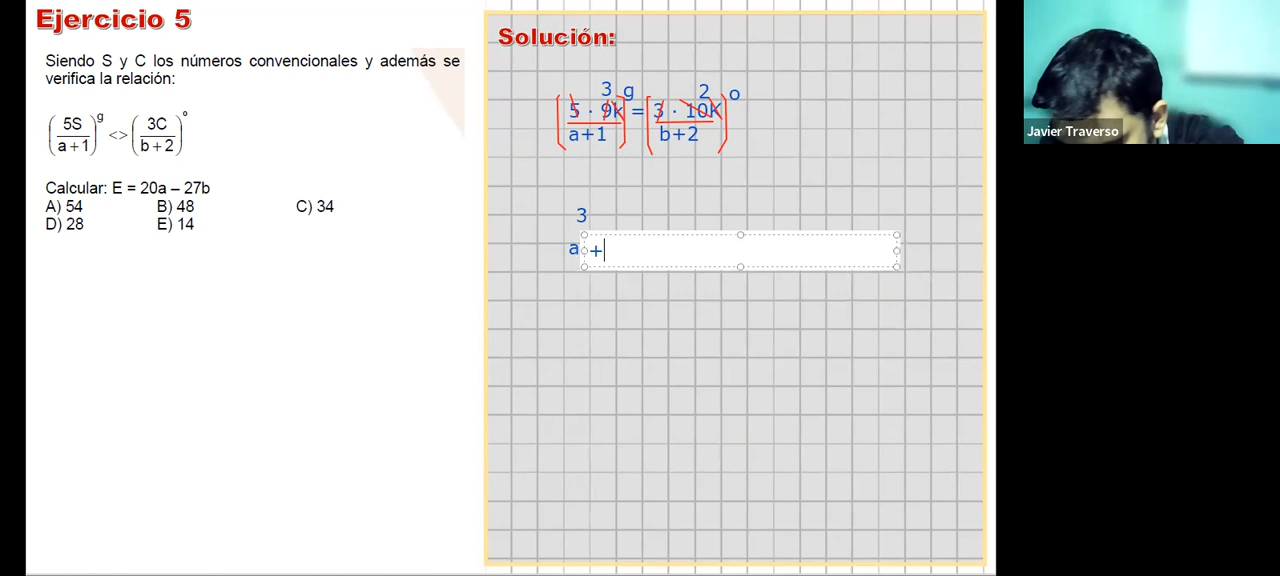 Ejercicio 5
Siendo S y C los números convencionales y además se
verifica la relación:
(5S/(a+1))^g <> (3C/(b+2))^o
Calcular: E = 20a – 27b
A) 54 B) 48 C) 34
D) 28 E) 14
Solución:
3 g 2 o
5 · 9k = 3 · 10K
a+1 b+2
3
a +
Javier Traverso